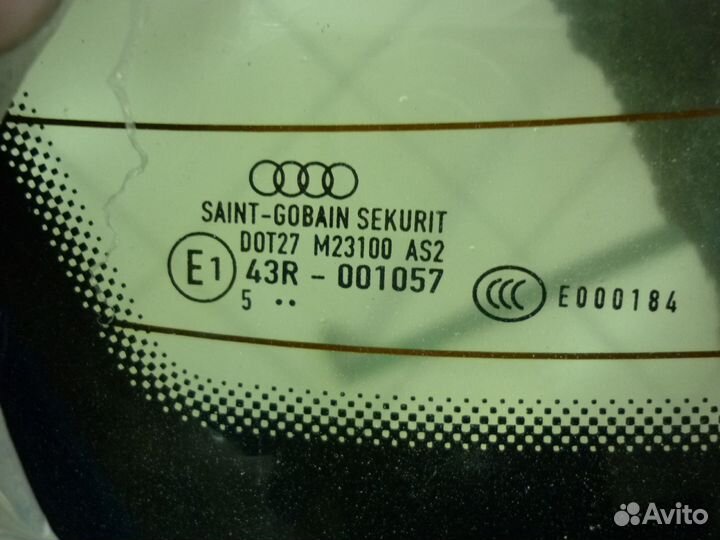 SAINT-GOBAIN SEKURIT
DOT27 M23100 AS2
E1 43R - 001057
5 ••
CCC E000184
Avito